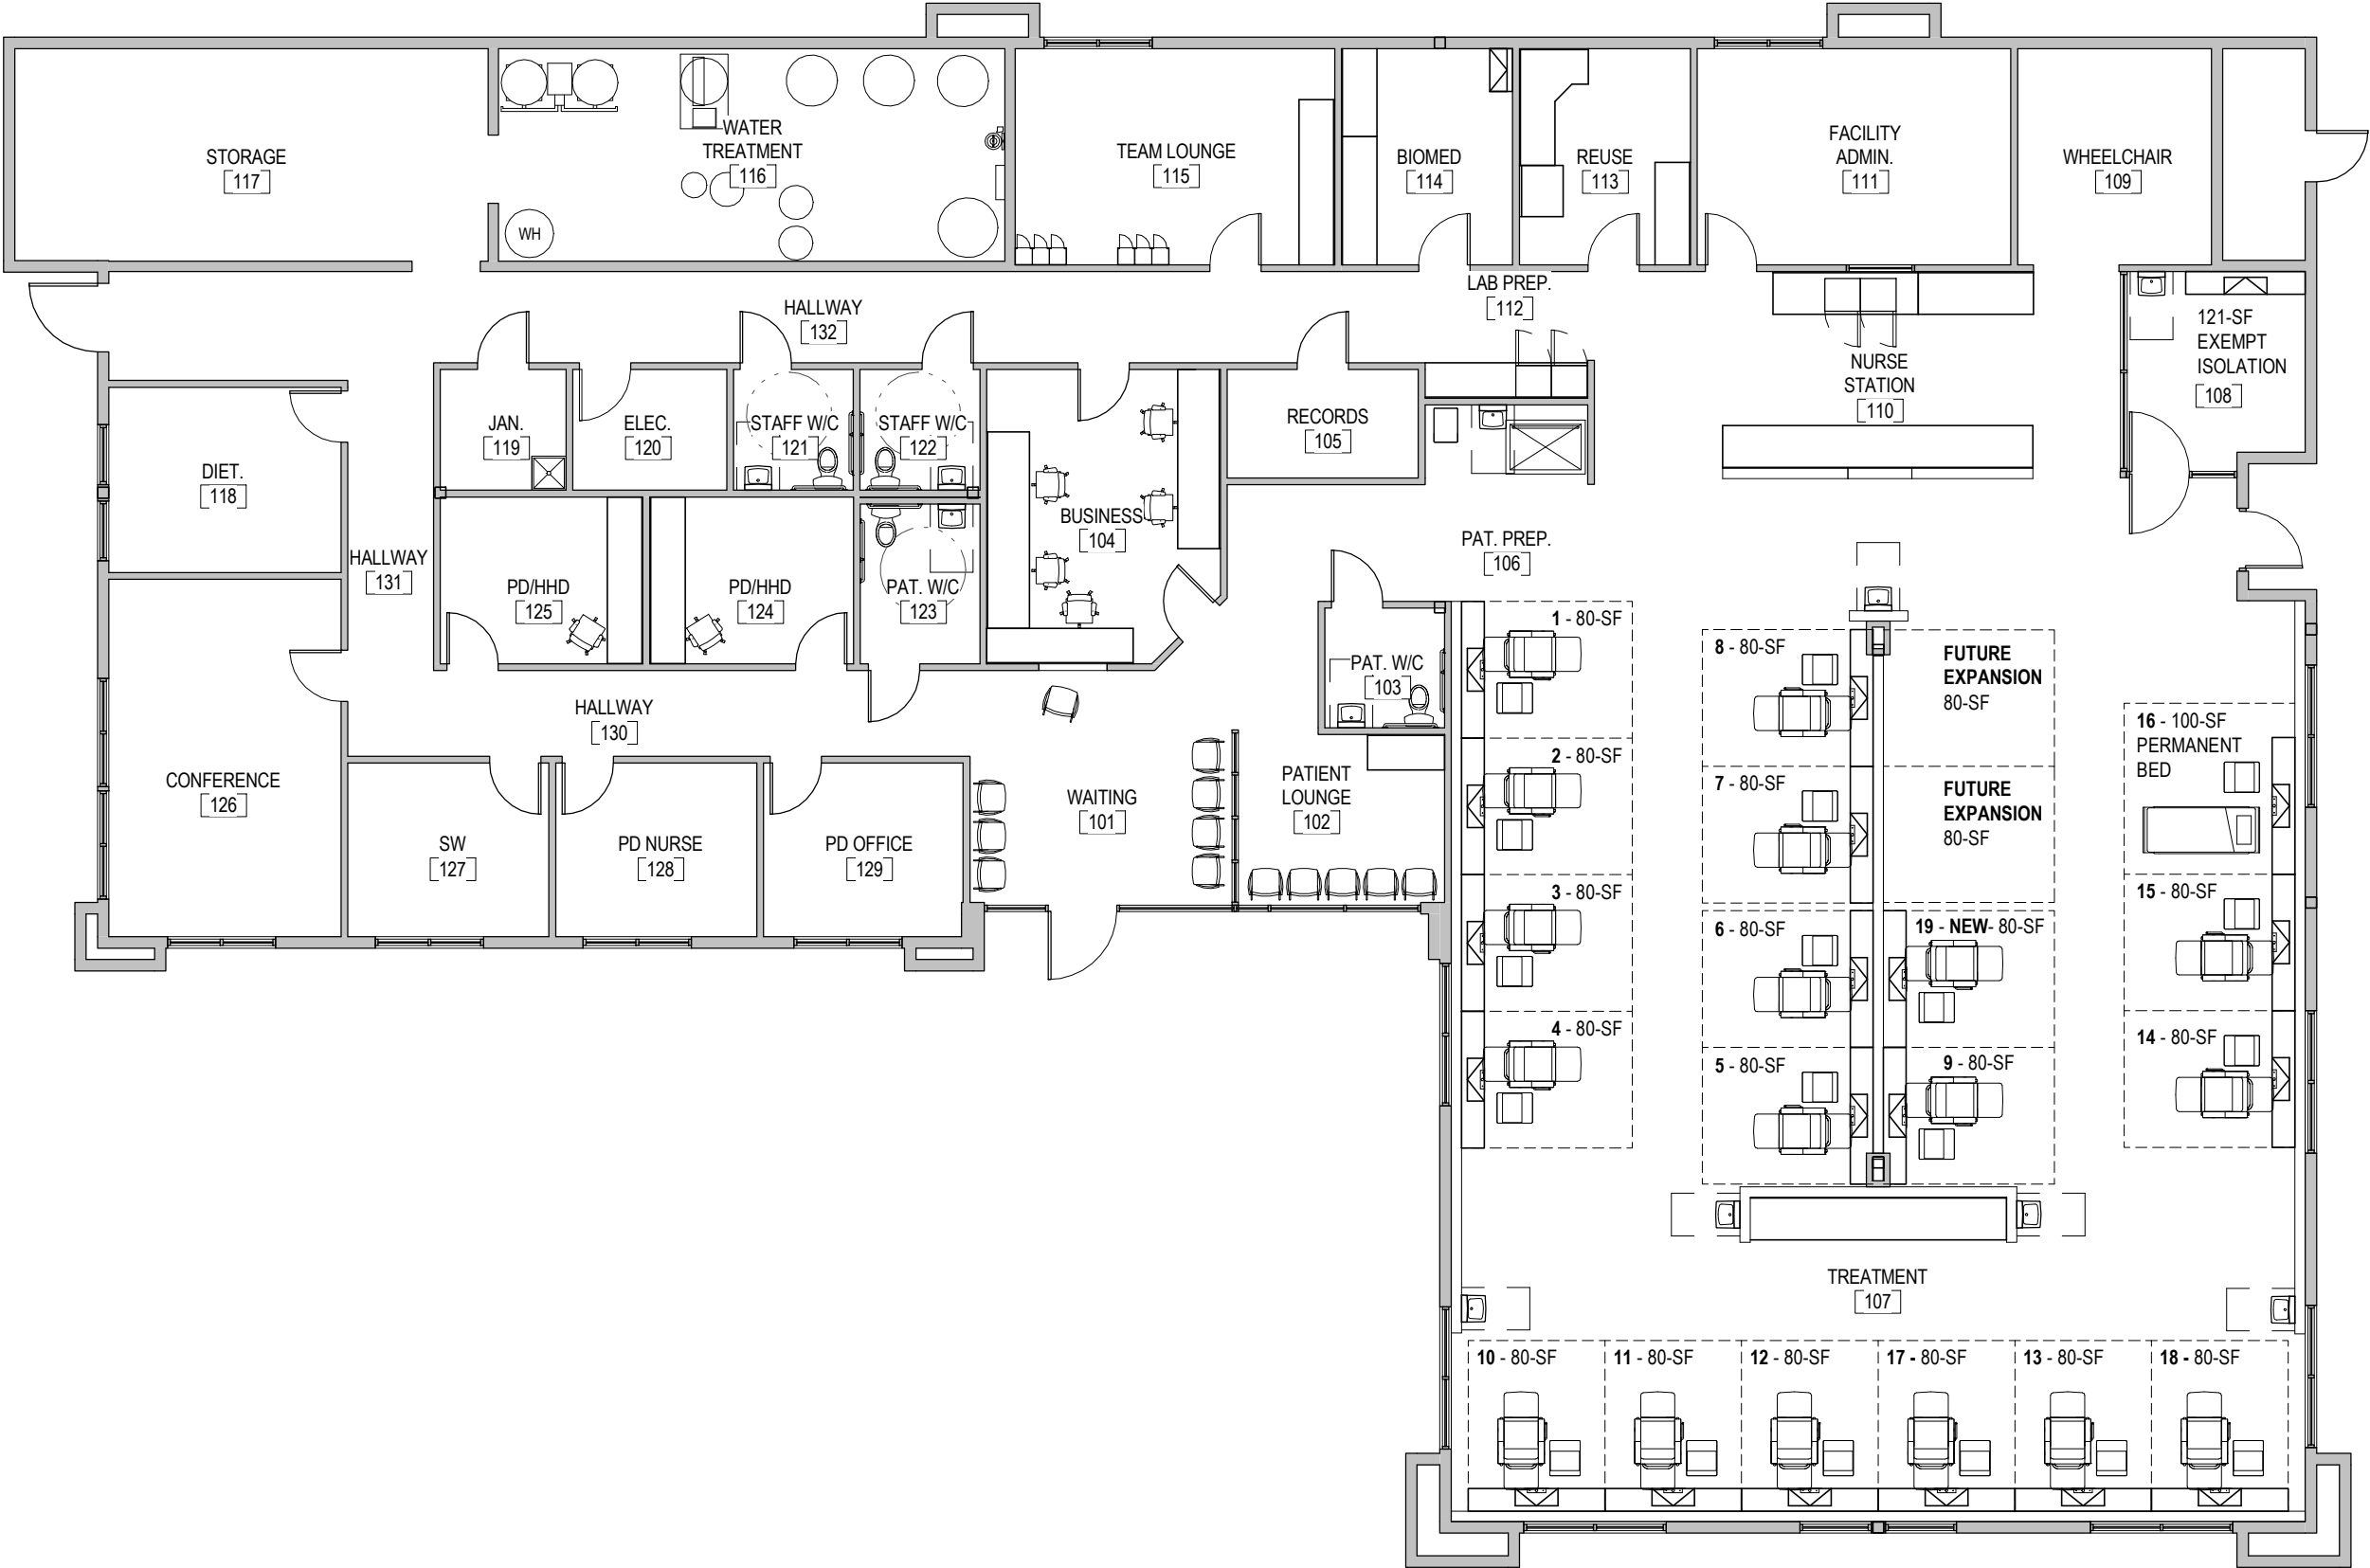 STORAGE
117
WATER
TREATMENT
116
WH
TEAM LOUNGE
115
BIOMED
114
REUSE
113
FACILITY
ADMIN.
111
WHEELCHAIR
109
HALLWAY
132
LAB PREP.
112
NURSE
STATION
110
121-SF
EXEMPT
ISOLATION
108
JAN.
119
ELEC.
120
STAFF W/C
121
STAFF W/C
122
RECORDS
105
DIET.
118
HALLWAY
131
PD/HHD
125
PD/HHD
124
PAT. W/C
123
BUSINESS
104
PAT. PREP.
106
PAT. W/C
103
HALLWAY
130
CONFERENCE
126
SW
127
PD NURSE
128
PD OFFICE
129
WAITING
101
PATIENT
LOUNGE
102
1 - 80-SF
2 - 80-SF
3 - 80-SF
4 - 80-SF
8 - 80-SF
7 - 80-SF
6 - 80-SF
5 - 80-SF
FUTURE
EXPANSION
80-SF
FUTURE
EXPANSION
80-SF
19 - NEW- 80-SF
9 - 80-SF
16 - 100-SF
PERMANENT
BED
15 - 80-SF
14 - 80-SF
TREATMENT
107
10 - 80-SF
11 - 80-SF
12 - 80-SF
17 - 80-SF
13 - 80-SF
18 - 80-SF